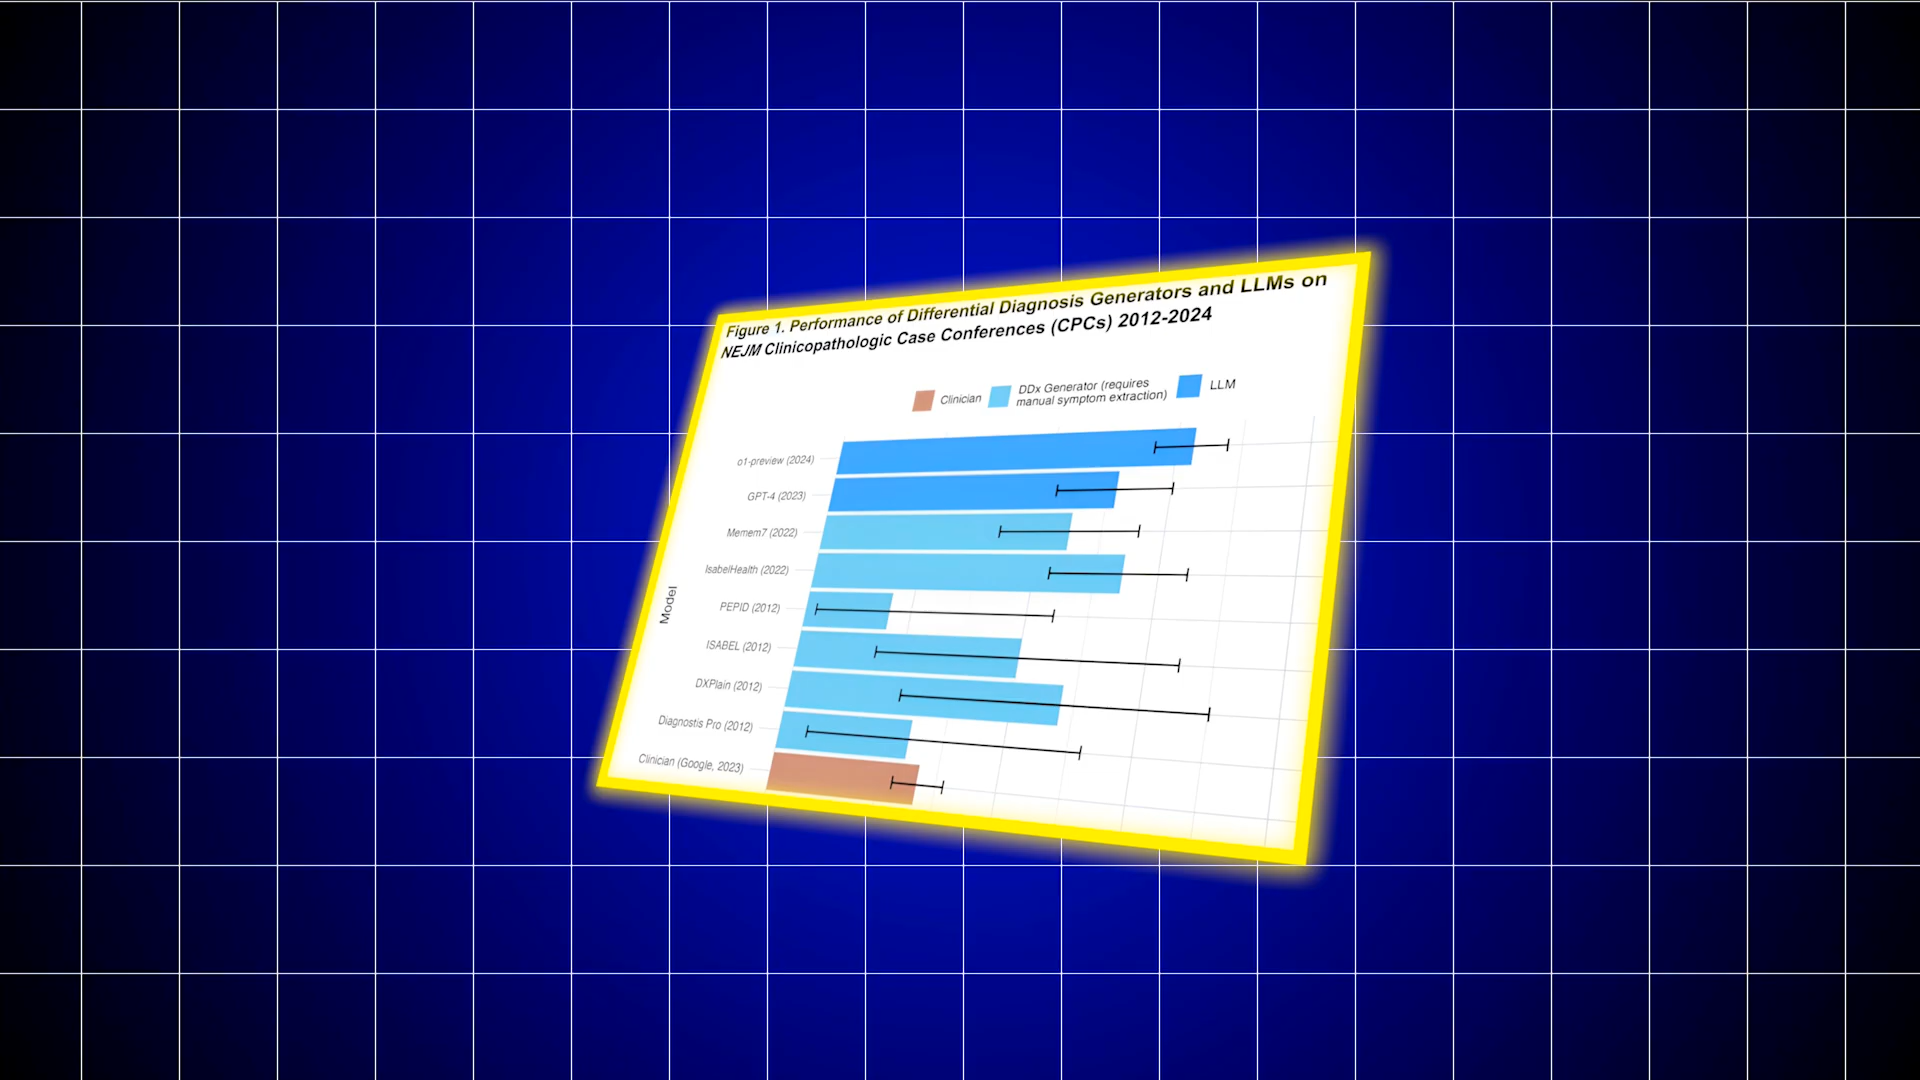 Figure 1. Performance of Differential Diagnosis Generators and LLMs on
NEJM Clinicopathologic Case Conferences (CPCs) 2012-2024
Clinician
DDx Generator (requires
manual symptom extraction)
LLM
Model
o1-preview (2024)
GPT-4 (2023)
Memem7 (2022)
IsabelHealth (2022)
PEPID (2012)
ISABEL (2012)
DXPlain (2012)
Diagnostis Pro (2012)
Clinician (Google, 2023)